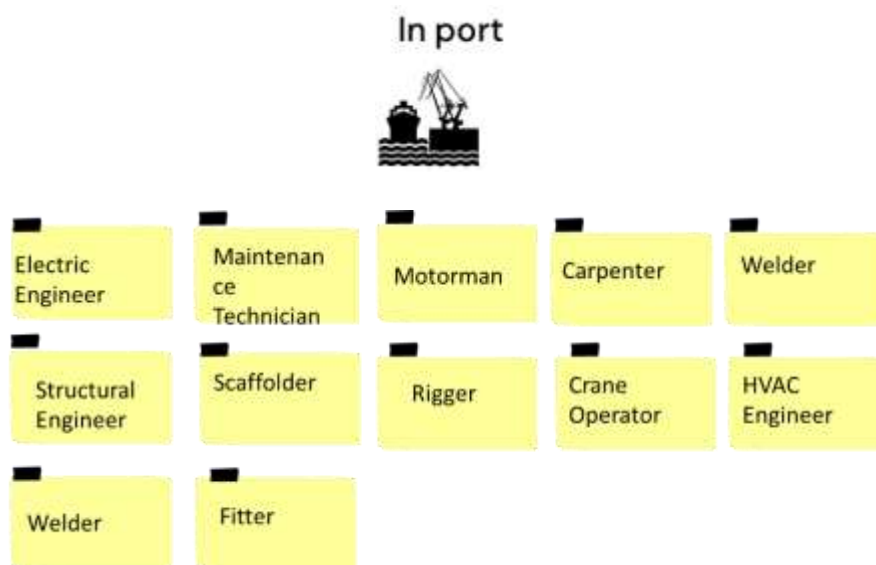 In port
Electric
Engineer
Maintenan
ce
Technician
Motorman
Carpenter
Welder
Structural
Engineer
Scaffolder
Rigger
Crane
Operator
HVAC
Engineer
Welder
Fitter